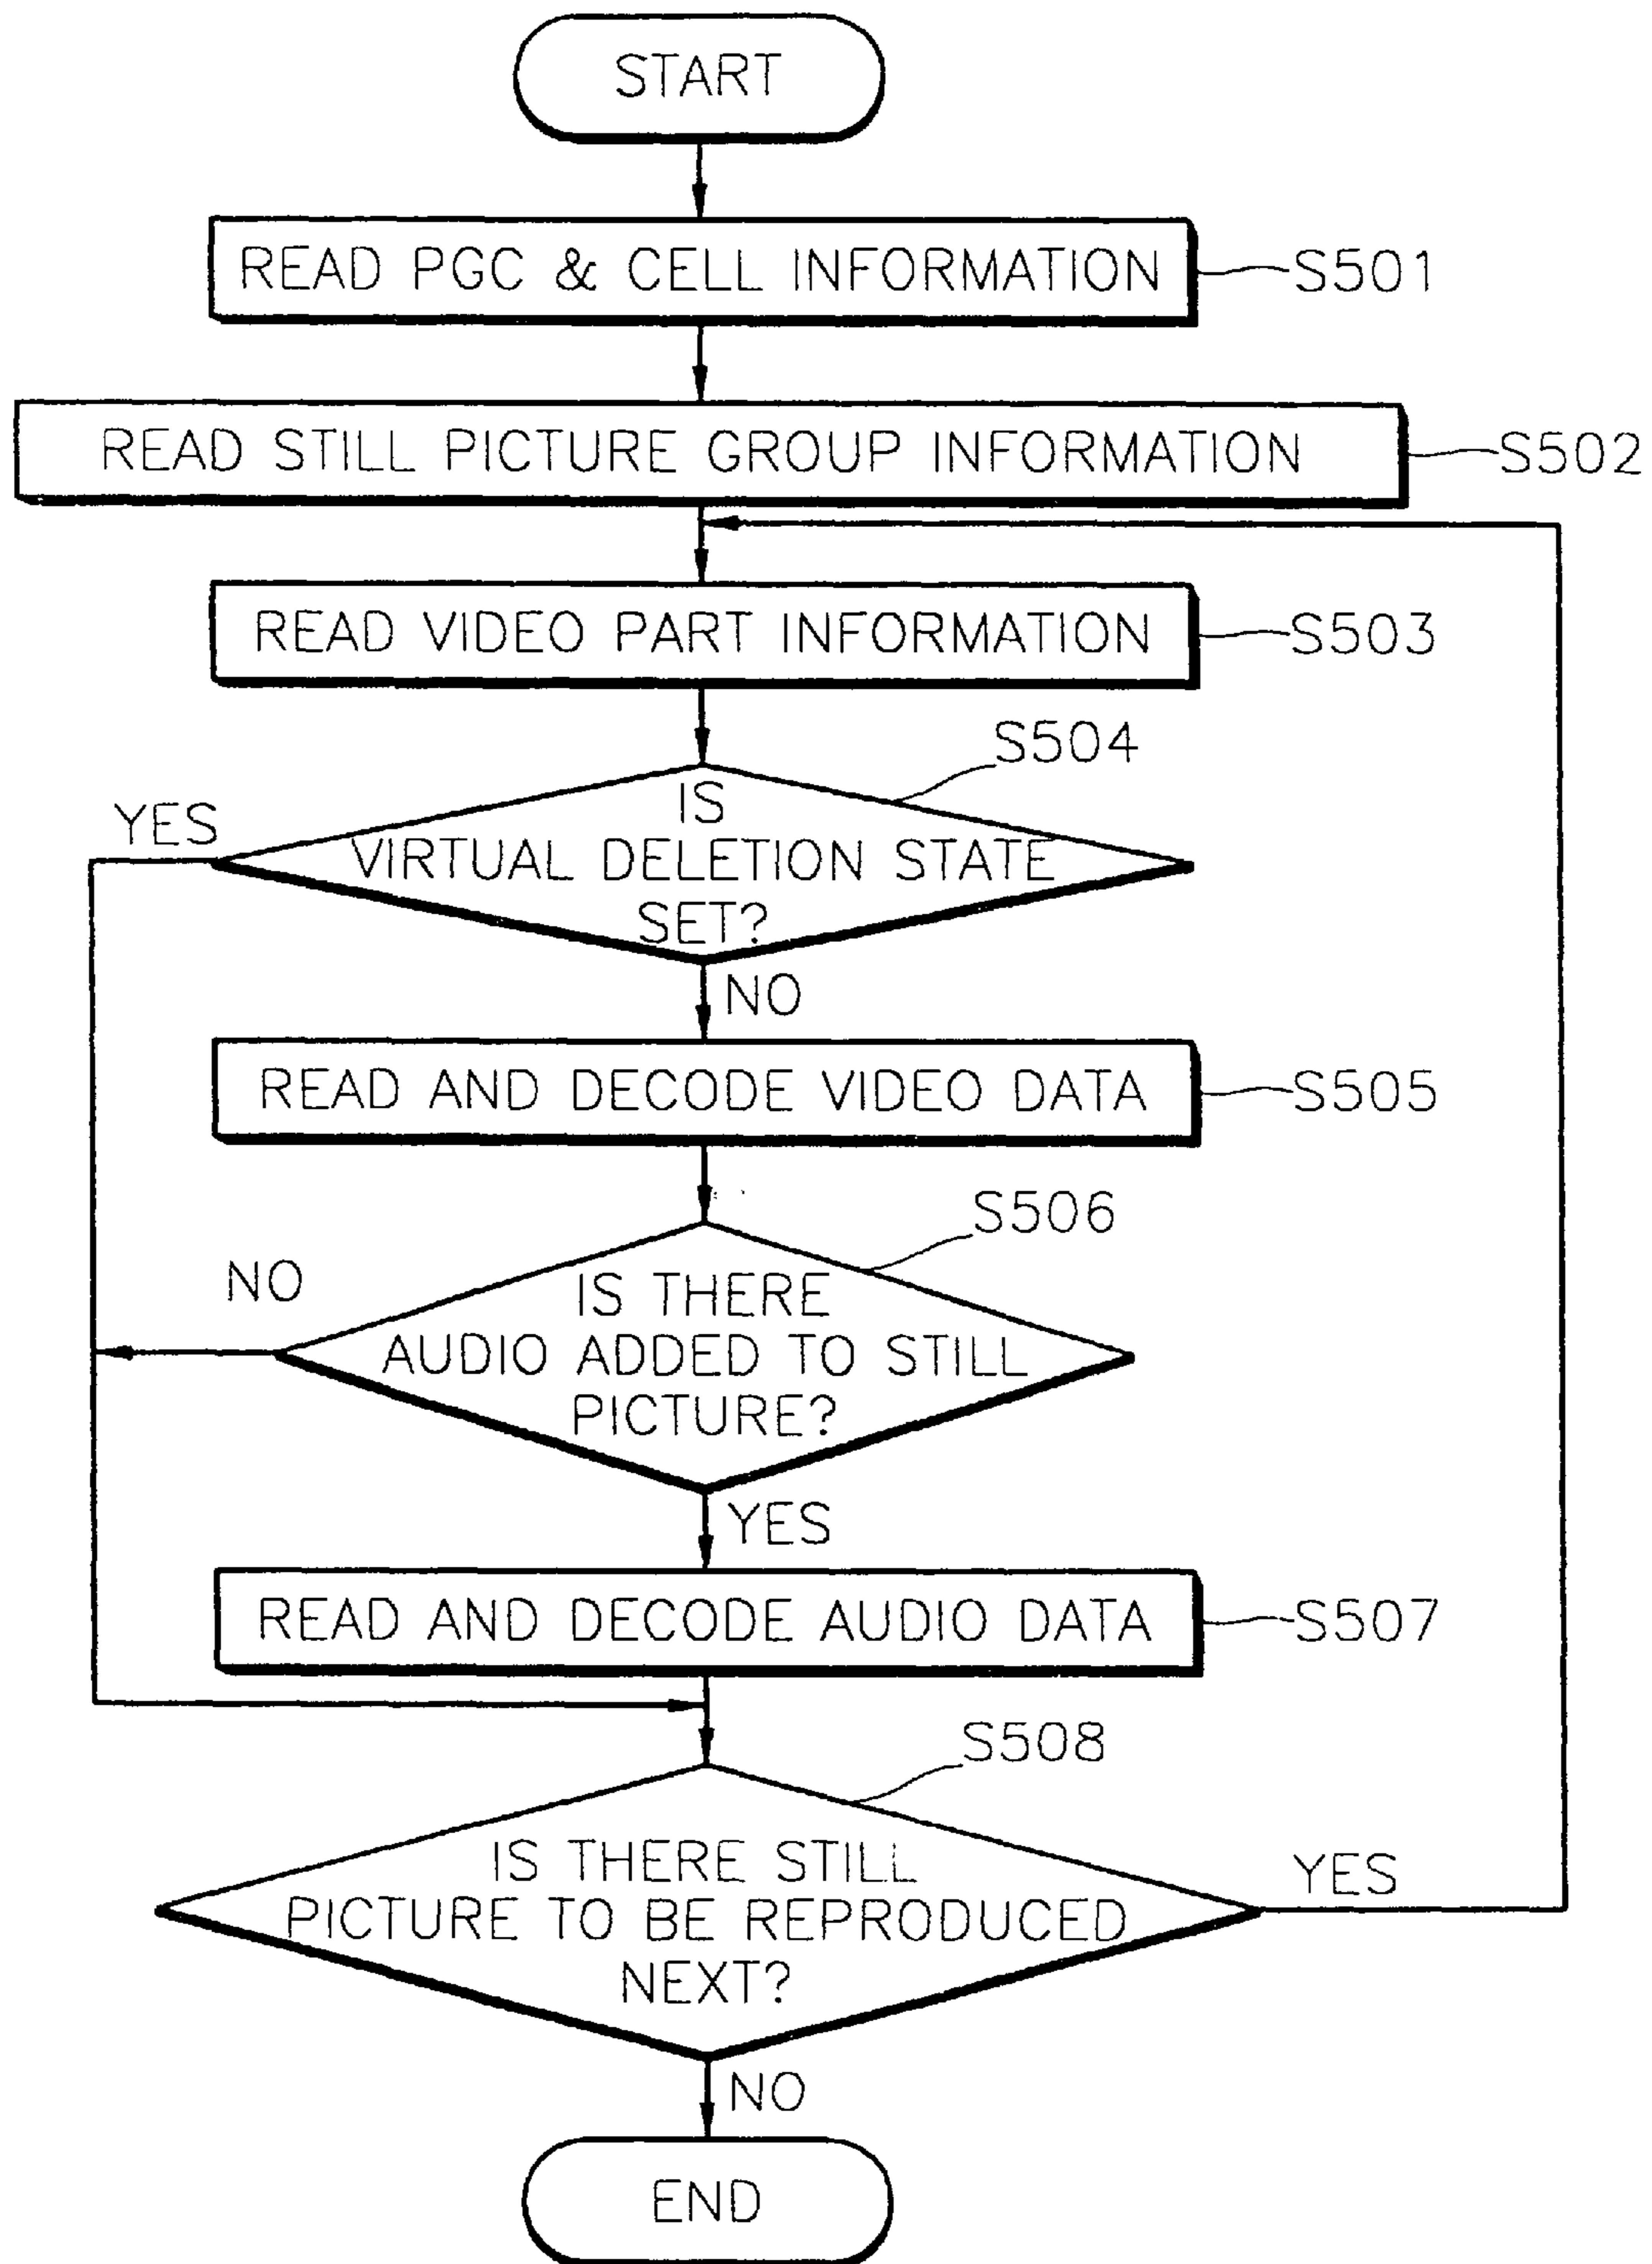 START
READ PGC & CELL INFORMATION
S501
READ STILL PICTURE GROUP INFORMATION
S502
READ VIDEO PART INFORMATION
S503
S504
YES
IS
VIRTUAL DELETION STATE
SET?
NO
READ AND DECODE VIDEO DATA
S505
S506
NO
IS THERE
AUDIO ADDED TO STILL
PICTURE?
YES
READ AND DECODE AUDIO DATA
S507
S508
IS THERE STILL
PICTURE TO BE REPRODUCED
NEXT?
YES
NO
END